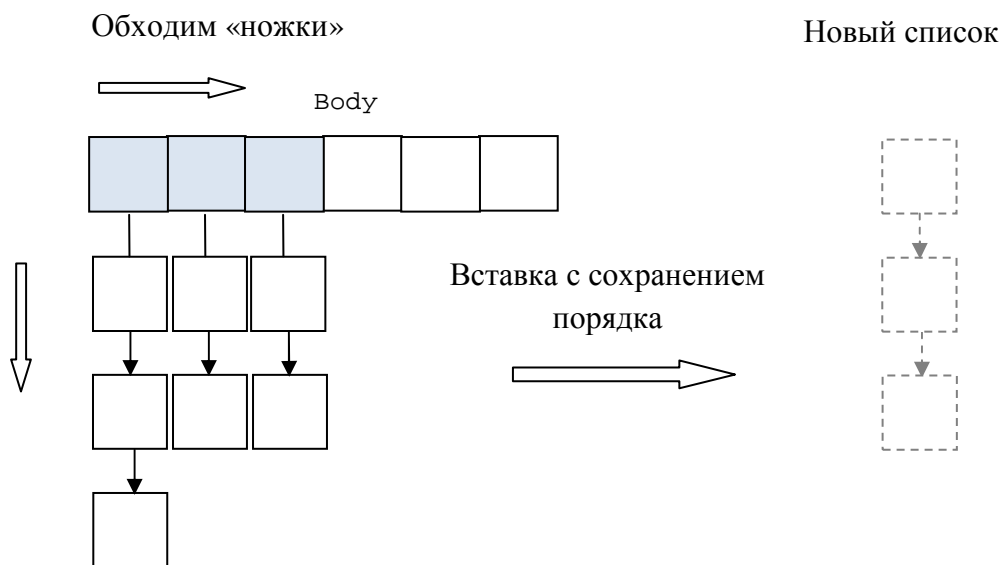 Обходим «ножки»
Новый список
Body
Вставка с сохранением
порядка